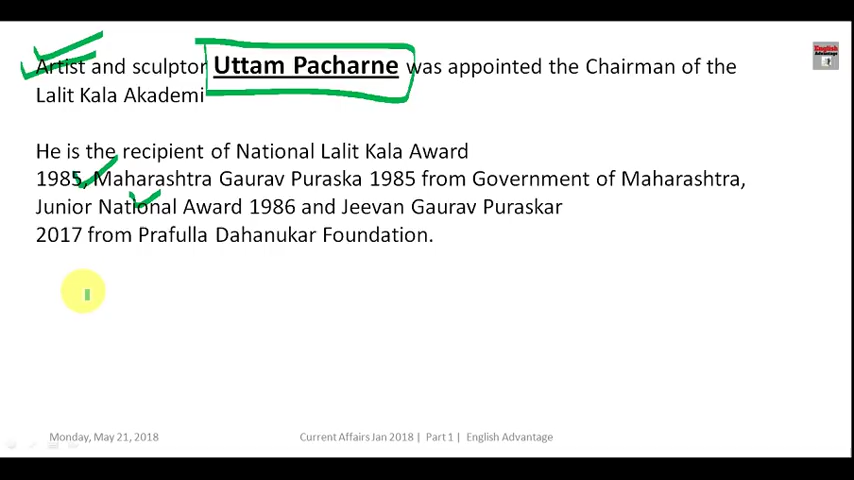 Artist and sculptor Uttam Pacharne was appointed the Chairman of the
Lalit Kala Akademi
He is the recipient of National Lalit Kala Award
1985, Maharashtra Gaurav Puraska 1985 from Government of Maharashtra,
Junior National Award 1986 and Jeevan Gaurav Puraskar
2017 from Prafulla Dahanukar Foundation.
English
Advantage
Monday, May 21, 2018
Current Affairs Jan 2018 | Part 1 | English Advantage